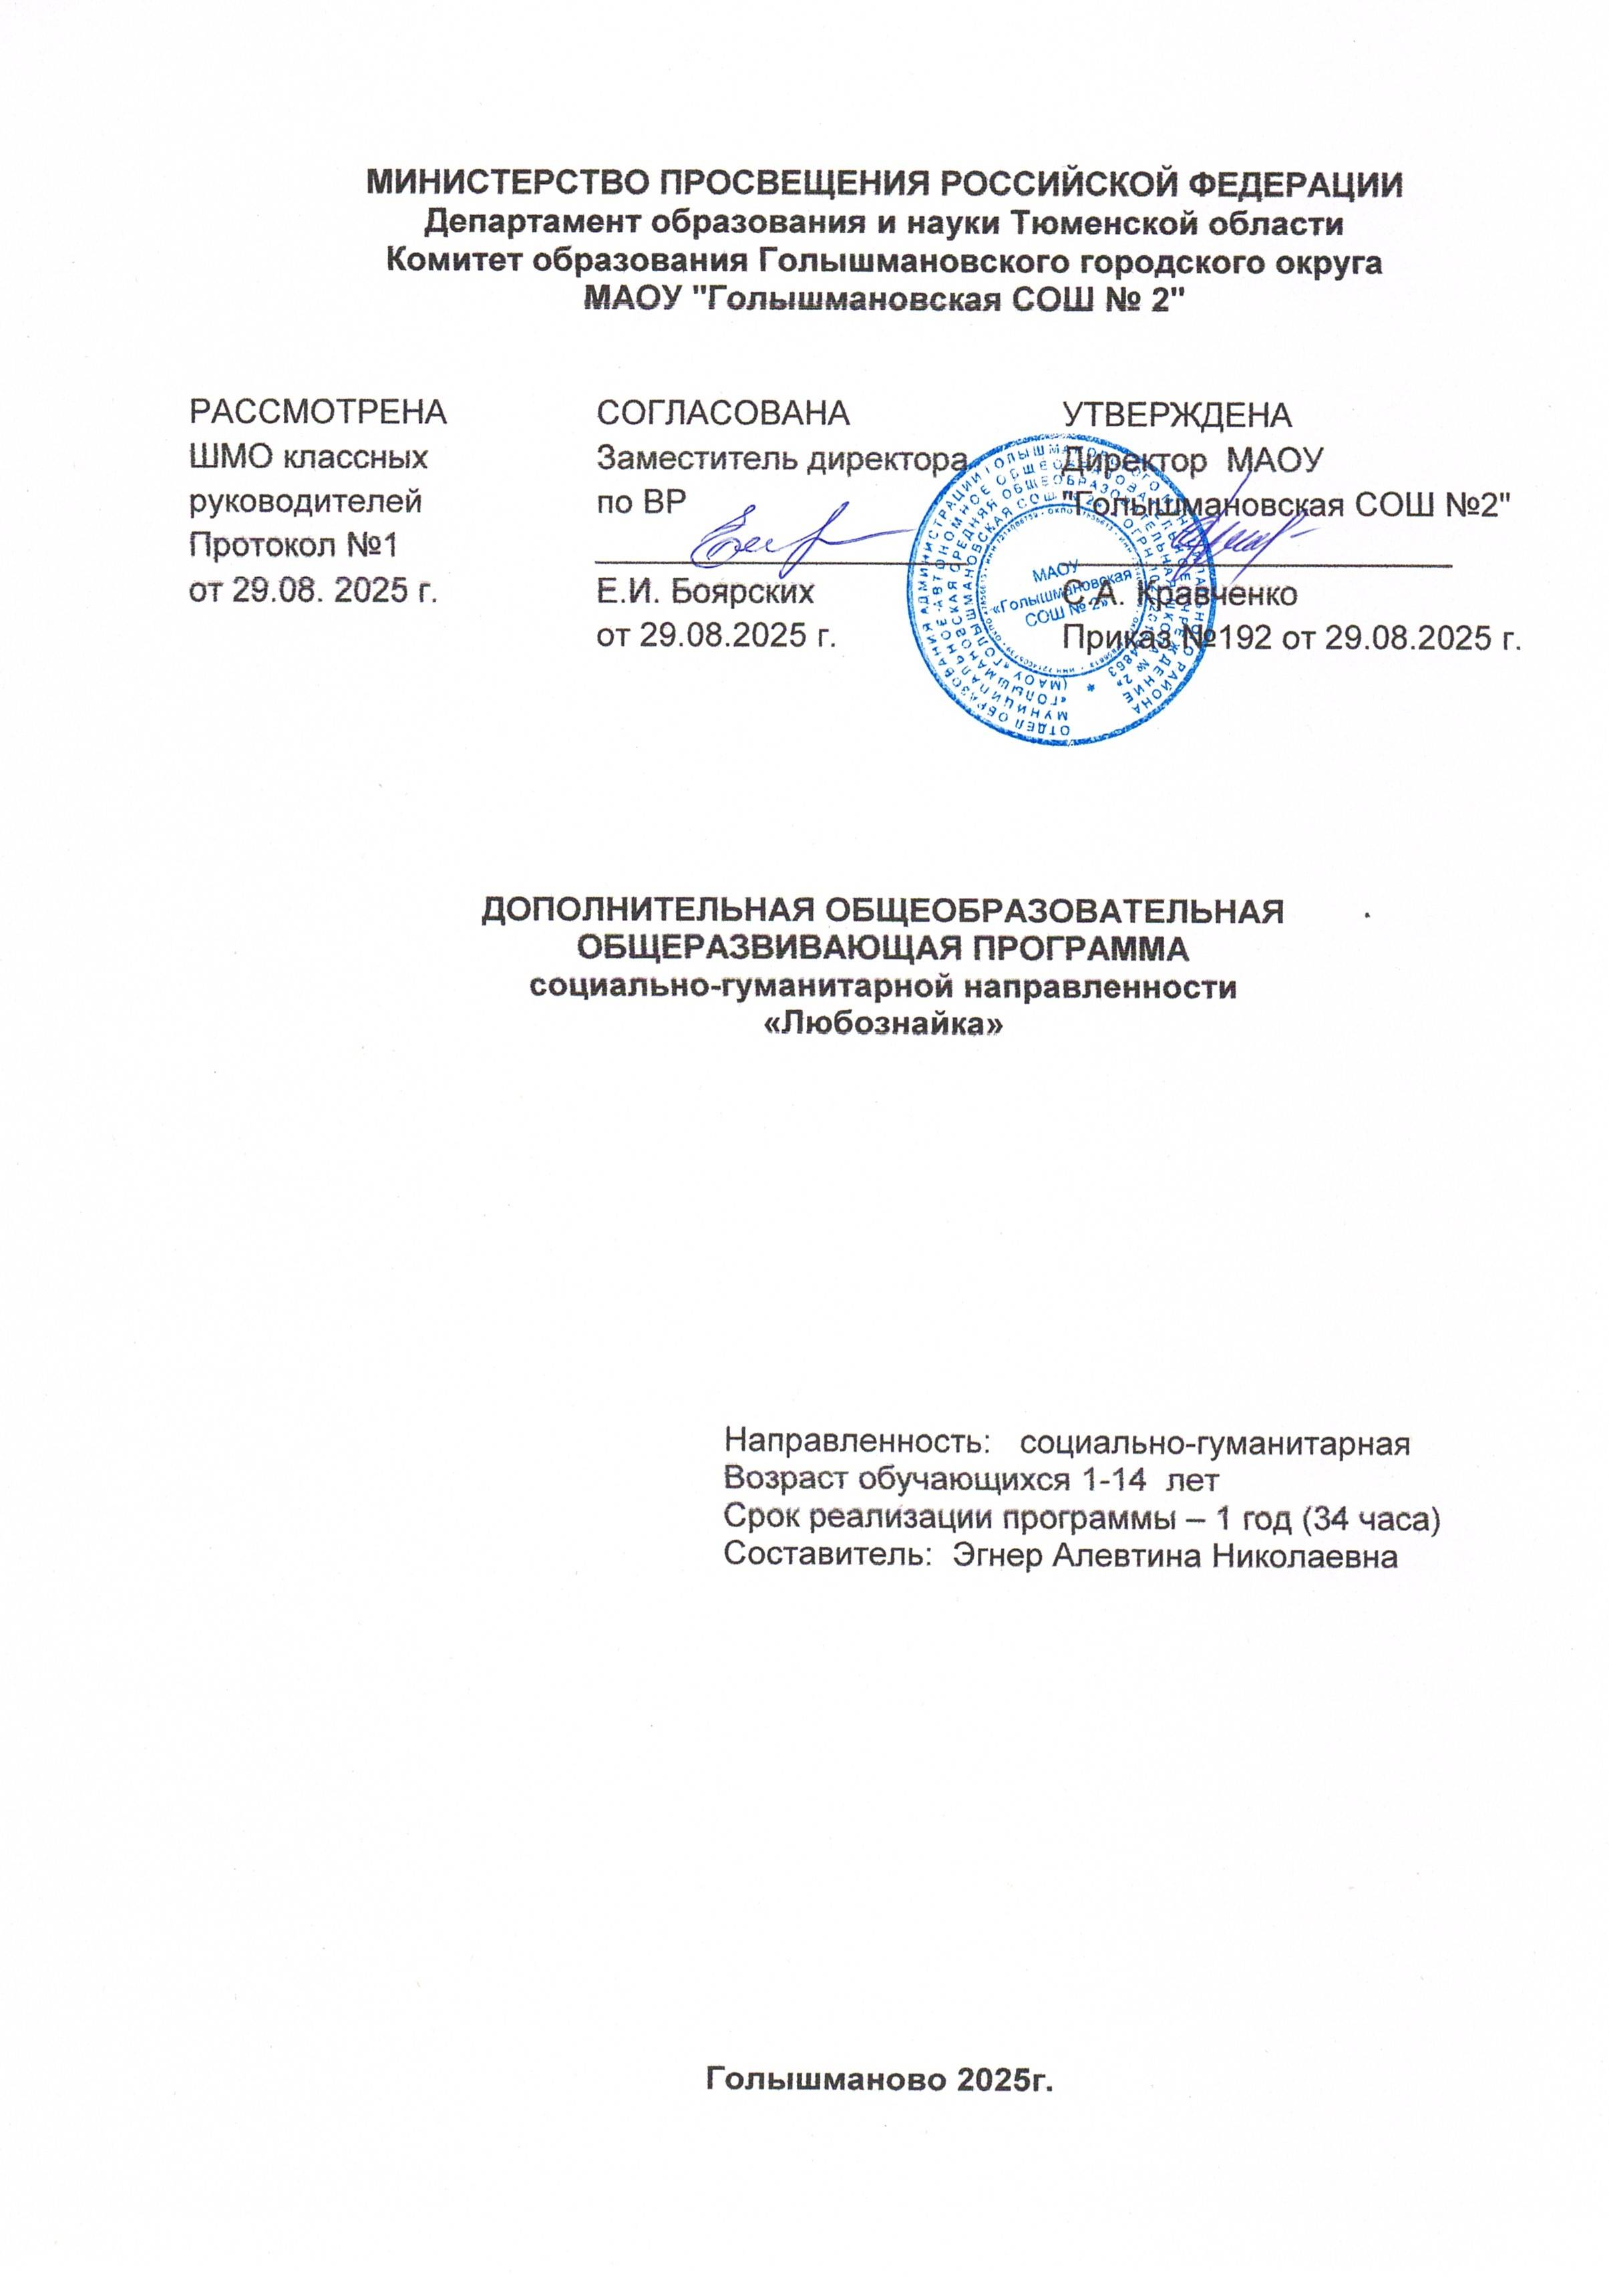 МИНИСТЕРСТВО ПРОСВЕЩЕНИЯ РОССИЙСКОЙ ФЕДЕРАЦИИ
Департамент образования и науки Тюменской области
Комитет образования Голышмановского городского округа
МАОУ "Голышмановская СОШ № 2"
РАССМОТРЕНА
ШМО классных
руководителей
Протокол №1
от 29.08. 2025 г.
СОГЛАСОВАНА
Заместитель директора
по ВР
Е.И. Боярских
от 29.08.2025 г.
УТВЕРЖДЕНА
Директор МАОУ
"Голышмановская СОШ №2"
С.А. Кравченко
Приказ №192 от 29.08.2025 г.
МАОУ
«Голышмановская
СОШ № 2»
ДОПОЛНИТЕЛЬНАЯ ОБЩЕОБРАЗОВАТЕЛЬНАЯ
ОБЩЕРАЗВИВАЮЩАЯ ПРОГРАММА
социально-гуманитарной направленности
«Любознайка»
Направленность: социально-гуманитарная
Возраст обучающихся 1-14 лет
Срок реализации программы – 1 год (34 часа)
Составитель: Эгнер Алевтина Николаевна
Голышманово 2025г.